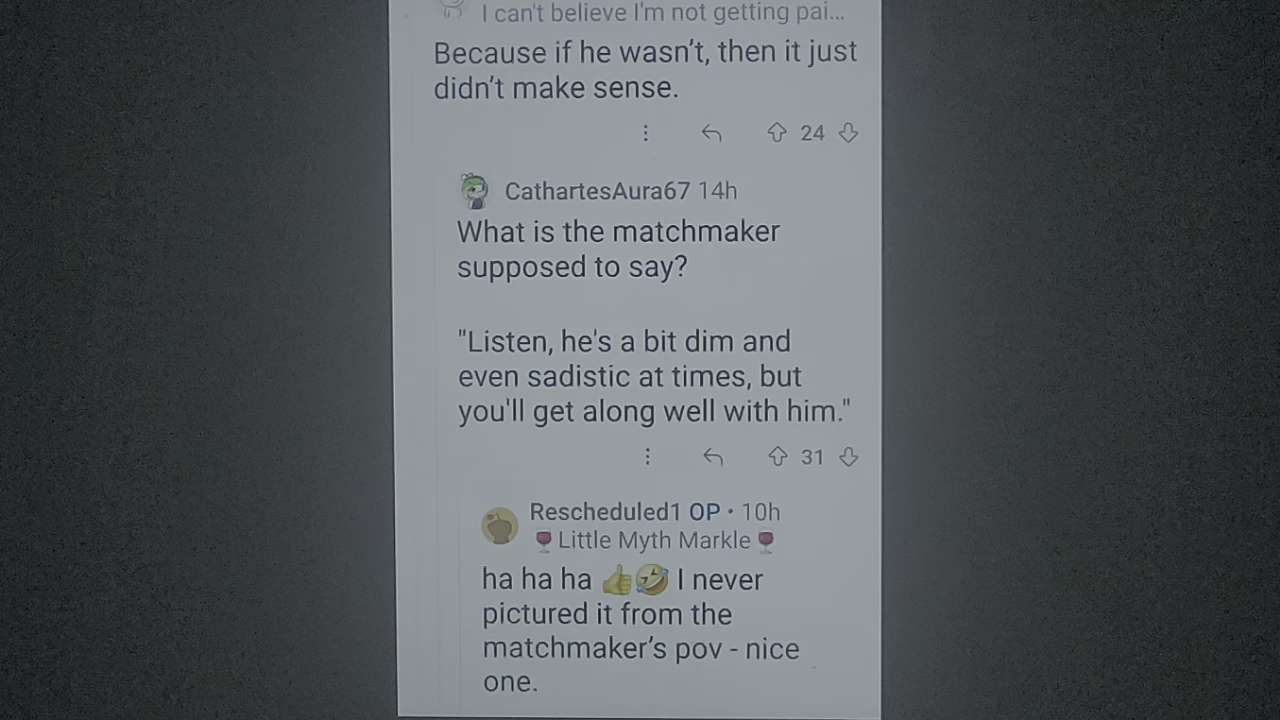 I can't believe I'm not getting pai...
Because if he wasn’t, then it just
didn’t make sense.
24
CathartesAura67 14h
What is the matchmaker
supposed to say?
"Listen, he's a bit dim and
even sadistic at times, but
you'll get along well with him."
31
Rescheduled1 OP • 10h
🍷Little Myth Markle🍷
ha ha ha 👍🤣 I never
pictured it from the
matchmaker’s pov - nice
one.